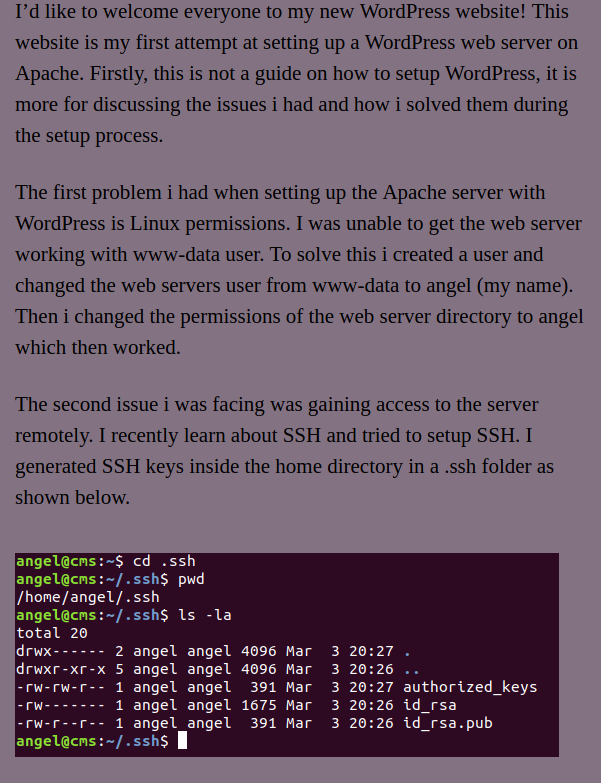 I’d like to welcome everyone to my new WordPress website! This
website is my first attempt at setting up a WordPress web server on
Apache. Firstly, this is not a guide on how to setup WordPress, it is
more for discussing the issues i had and how i solved them during
the setup process.
The first problem i had when setting up the Apache server with
WordPress is Linux permissions. I was unable to get the web server
working with www-data user. To solve this i created a user and
changed the web servers user from www-data to angel (my name).
Then i changed the permissions of the web server directory to angel
which then worked.
The second issue i was facing was gaining access to the server
remotely. I recently learn about SSH and tried to setup SSH. I
generated SSH keys inside the home directory in a .ssh folder as
shown below.
angel@cms:~$ cd .ssh
angel@cms:~/.ssh$ pwd
/home/angel/.ssh
angel@cms:~/.ssh$ ls -la
total 20
drwx------ 2 angel angel 4096 Mar  3 20:27 .
drwxr-xr-x 5 angel angel 4096 Mar  3 20:26 ..
-rw-rw-r-- 1 angel angel  391 Mar  3 20:27 authorized_keys
-rw------- 1 angel angel 1675 Mar  3 20:26 id_rsa
-rw-r--r-- 1 angel angel  391 Mar  3 20:26 id_rsa.pub
angel@cms:~/.ssh$